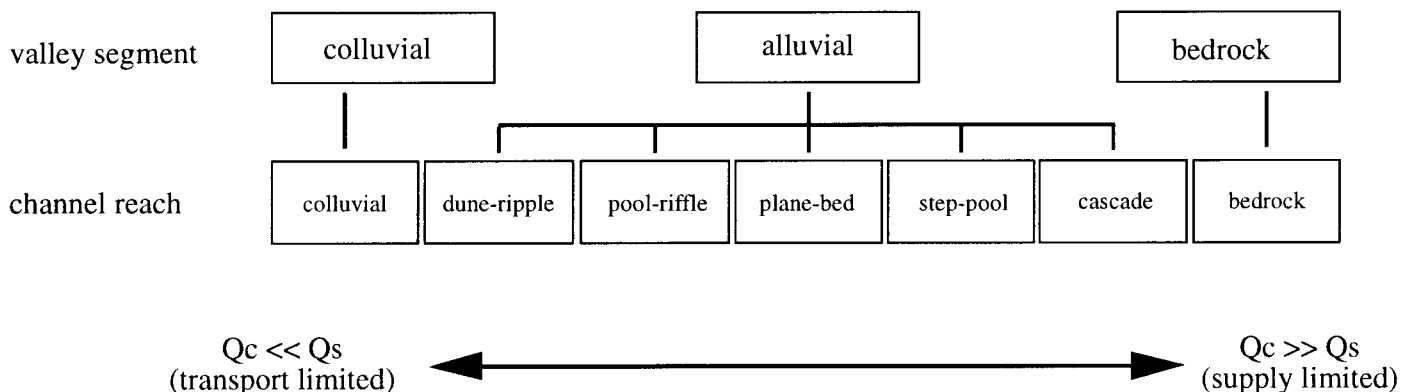 valley segment colluvial alluvial bedrock
channel reach colluvial dune-ripple pool-riffle plane-bed step-pool cascade bedrock
Qc << Qs Qc >> Qs
(transport limited) (supply limited)